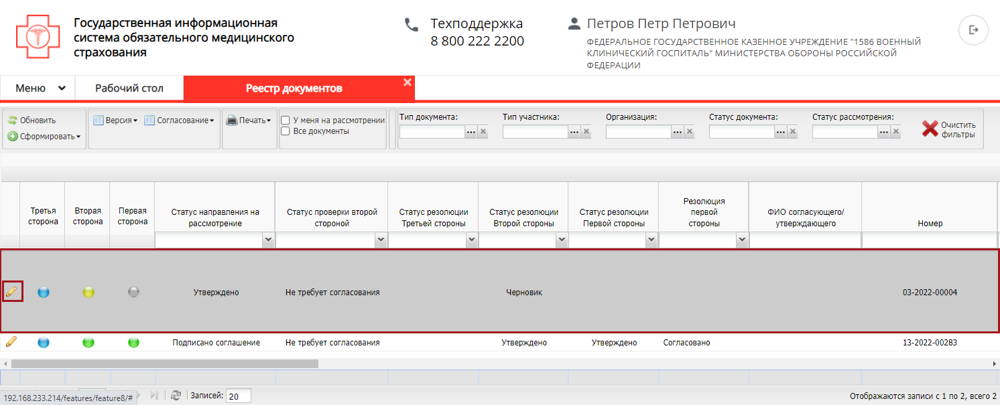 Государственная информационная
система обязательного медицинского
страхования
Техподдержка
8 800 222 2200
Петров Петр Петрович
ФЕДЕРАЛЬНОЕ ГОСУДАРСТВЕННОЕ КАЗЕННОЕ УЧРЕЖДЕНИЕ "1586 ВОЕННЫЙ
КЛИНИЧЕСКИЙ ГОСПИТАЛЬ" МИНИСТЕРСТВА ОБОРОНЫ РОССИЙСКОЙ
ФЕДЕРАЦИИ
Меню Рабочий стол Реестр документов
Обновить Версия Согласование Печать У меня на рассмотрении
Сформировать Все документы
Тип документа: Тип участника: Организация: Статус документа: Статус рассмотрения:
Очистить
фильтры
Третья
сторона
Вторая
сторона
Первая
сторона
Статус направления на
рассмотрение
Статус проверки второй
стороной
Статус резолюции
Третьей стороны
Статус резолюции
Второй стороны
Статус резолюции
Первой стороны
Резолюция
первой
стороны
ФИО согласующего/
утверждающего
Номер
Утверждено Не требует согласования Черновик 03-2022-00004
Подписано соглашение Не требует согласования Утверждено Утверждено Согласовано 13-2022-00283
192.168.233.214/features/feature8/# Записей: 20 Отображаются записи с 1 по 2, всего 2